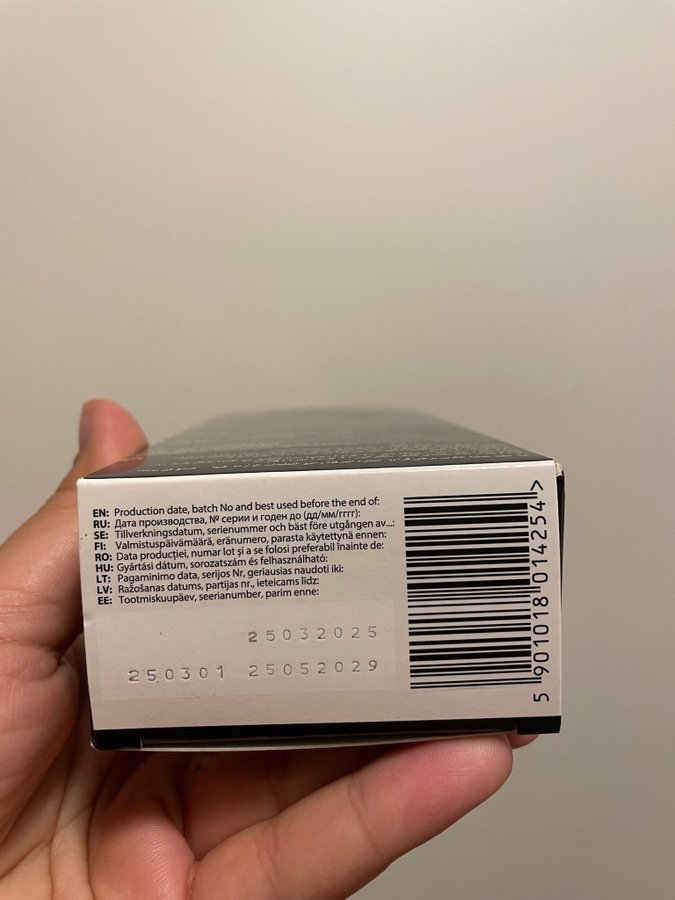 EN: Production date, batch No and best used before the end of:
RU: Дата производства, № серии и годен до (дд/мм/гггг):
SE: Tillverkningsdatum, serienummer och bäst före utgången av...:
FI: Valmistuspäivämäärä, eränumero, parasta käytettynä ennen:
RO: Data producției, numar lot și a se folosi preferabil înainte de:
HU: Gyártási dátum, sorozatszám és felhasználható:
LT: Pagaminimo data, serijos Nr, geriausias naudoti iki:
LV: Ražošanas datums, partijas nr., ieteicams līdz:
EE: Tootmiskuupäev, seerianumber, parim enne:
25032025
250301 25052029
5 901018 014254 >